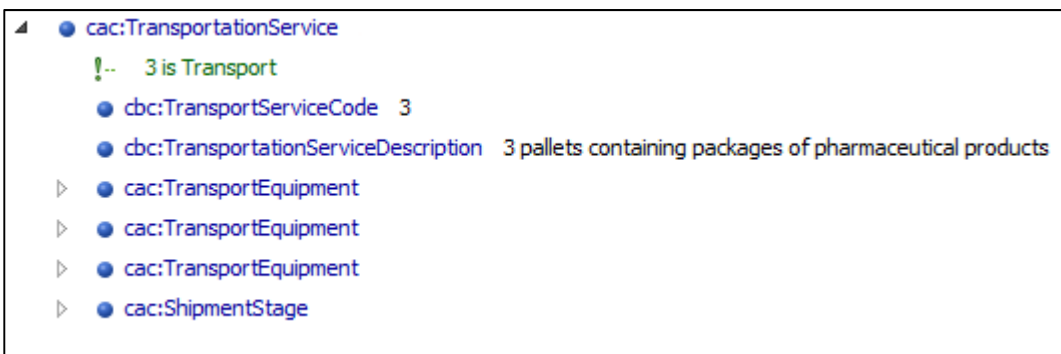 cac:TransportationService
!-- 3 is Transport
cbc:TransportServiceCode 3
cbc:TransportationServiceDescription 3 pallets containing packages of pharmaceutical products
cac:TransportEquipment
cac:TransportEquipment
cac:TransportEquipment
cac:ShipmentStage